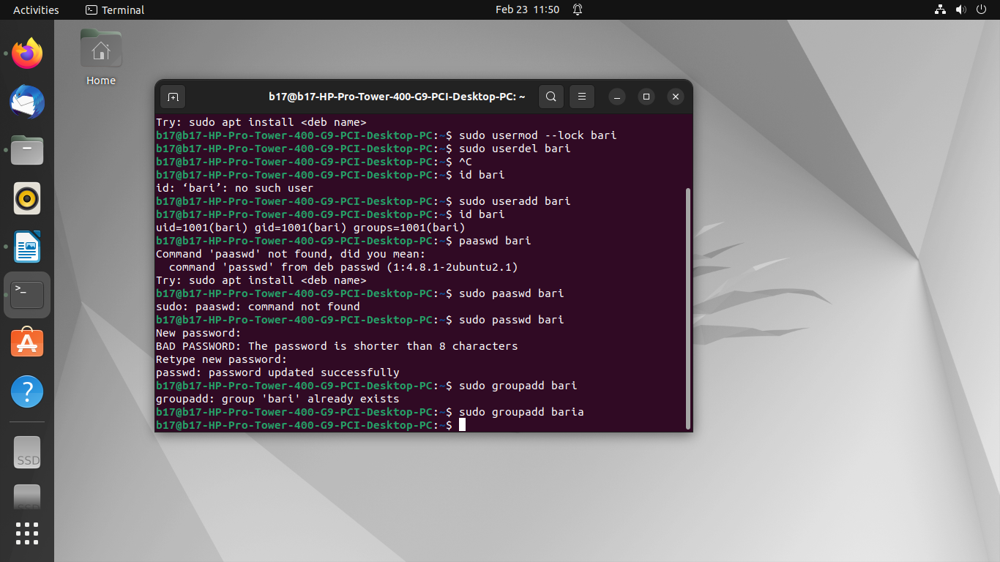 Activities
Terminal
Feb 23 11:50
Home
b17@b17-HP-Pro-Tower-400-G9-PCI-Desktop-PC: ~
Try: sudo apt install <deb name>
b17@b17-HP-Pro-Tower-400-G9-PCI-Desktop-PC:~$ sudo usermod --lock bari
b17@b17-HP-Pro-Tower-400-G9-PCI-Desktop-PC:~$ sudo userdel bari
b17@b17-HP-Pro-Tower-400-G9-PCI-Desktop-PC:~$ ^C
b17@b17-HP-Pro-Tower-400-G9-PCI-Desktop-PC:~$ id bari
id: ‘bari’: no such user
b17@b17-HP-Pro-Tower-400-G9-PCI-Desktop-PC:~$ sudo useradd bari
b17@b17-HP-Pro-Tower-400-G9-PCI-Desktop-PC:~$ id bari
uid=1001(bari) gid=1001(bari) groups=1001(bari)
b17@b17-HP-Pro-Tower-400-G9-PCI-Desktop-PC:~$ paaswd bari
Command 'paaswd' not found, did you mean:
  command 'passwd' from deb passwd (1:4.8.1-2ubuntu2.1)
Try: sudo apt install <deb name>
b17@b17-HP-Pro-Tower-400-G9-PCI-Desktop-PC:~$ sudo paaswd bari
sudo: paaswd: command not found
b17@b17-HP-Pro-Tower-400-G9-PCI-Desktop-PC:~$ sudo passwd bari
New password:
BAD PASSWORD: The password is shorter than 8 characters
Retype new password:
passwd: password updated successfully
b17@b17-HP-Pro-Tower-400-G9-PCI-Desktop-PC:~$ sudo groupadd bari
groupadd: group 'bari' already exists
b17@b17-HP-Pro-Tower-400-G9-PCI-Desktop-PC:~$ sudo groupadd baria
b17@b17-HP-Pro-Tower-400-G9-PCI-Desktop-PC:~$
>_
?
SSD
SSD